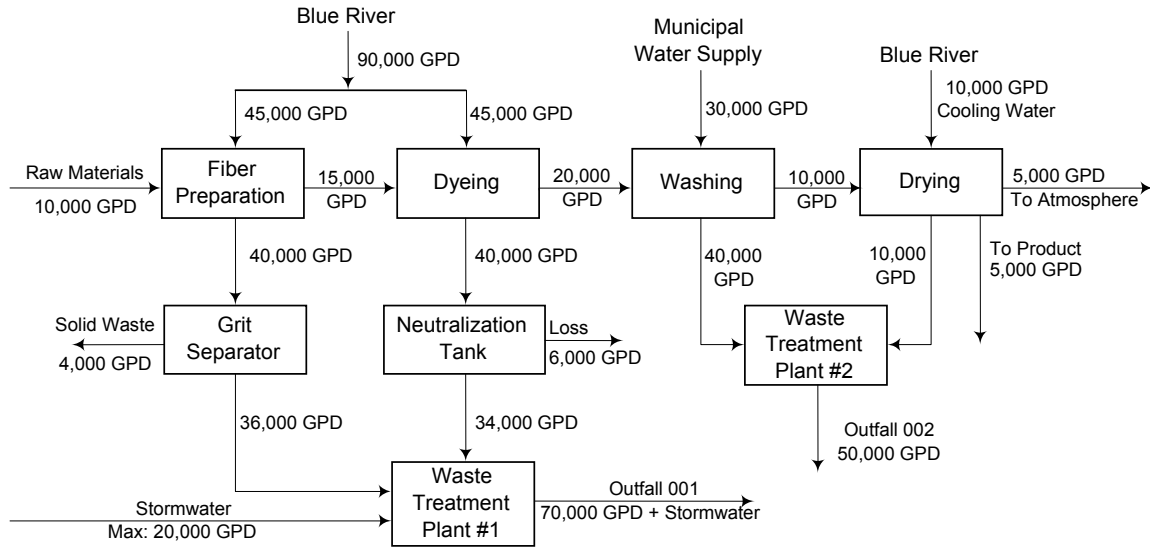 Blue River
90,000 GPD
45,000 GPD
45,000 GPD
Municipal
Water Supply
30,000 GPD
Blue River
10,000 GPD
Cooling Water
Raw Materials
10,000 GPD
Fiber
Preparation
15,000
GPD
Dyeing
20,000
GPD
Washing
10,000
GPD
Drying
5,000 GPD
To Atmosphere
40,000 GPD
40,000 GPD
40,000
GPD
10,000
GPD
To Product
5,000 GPD
Solid Waste
4,000 GPD
Grit
Separator
Neutralization
Tank
Loss
6,000 GPD
Waste
Treatment
Plant #2
36,000 GPD
34,000 GPD
Outfall 002
50,000 GPD
Stormwater
Max: 20,000 GPD
Waste
Treatment
Plant #1
Outfall 001
70,000 GPD + Stormwater